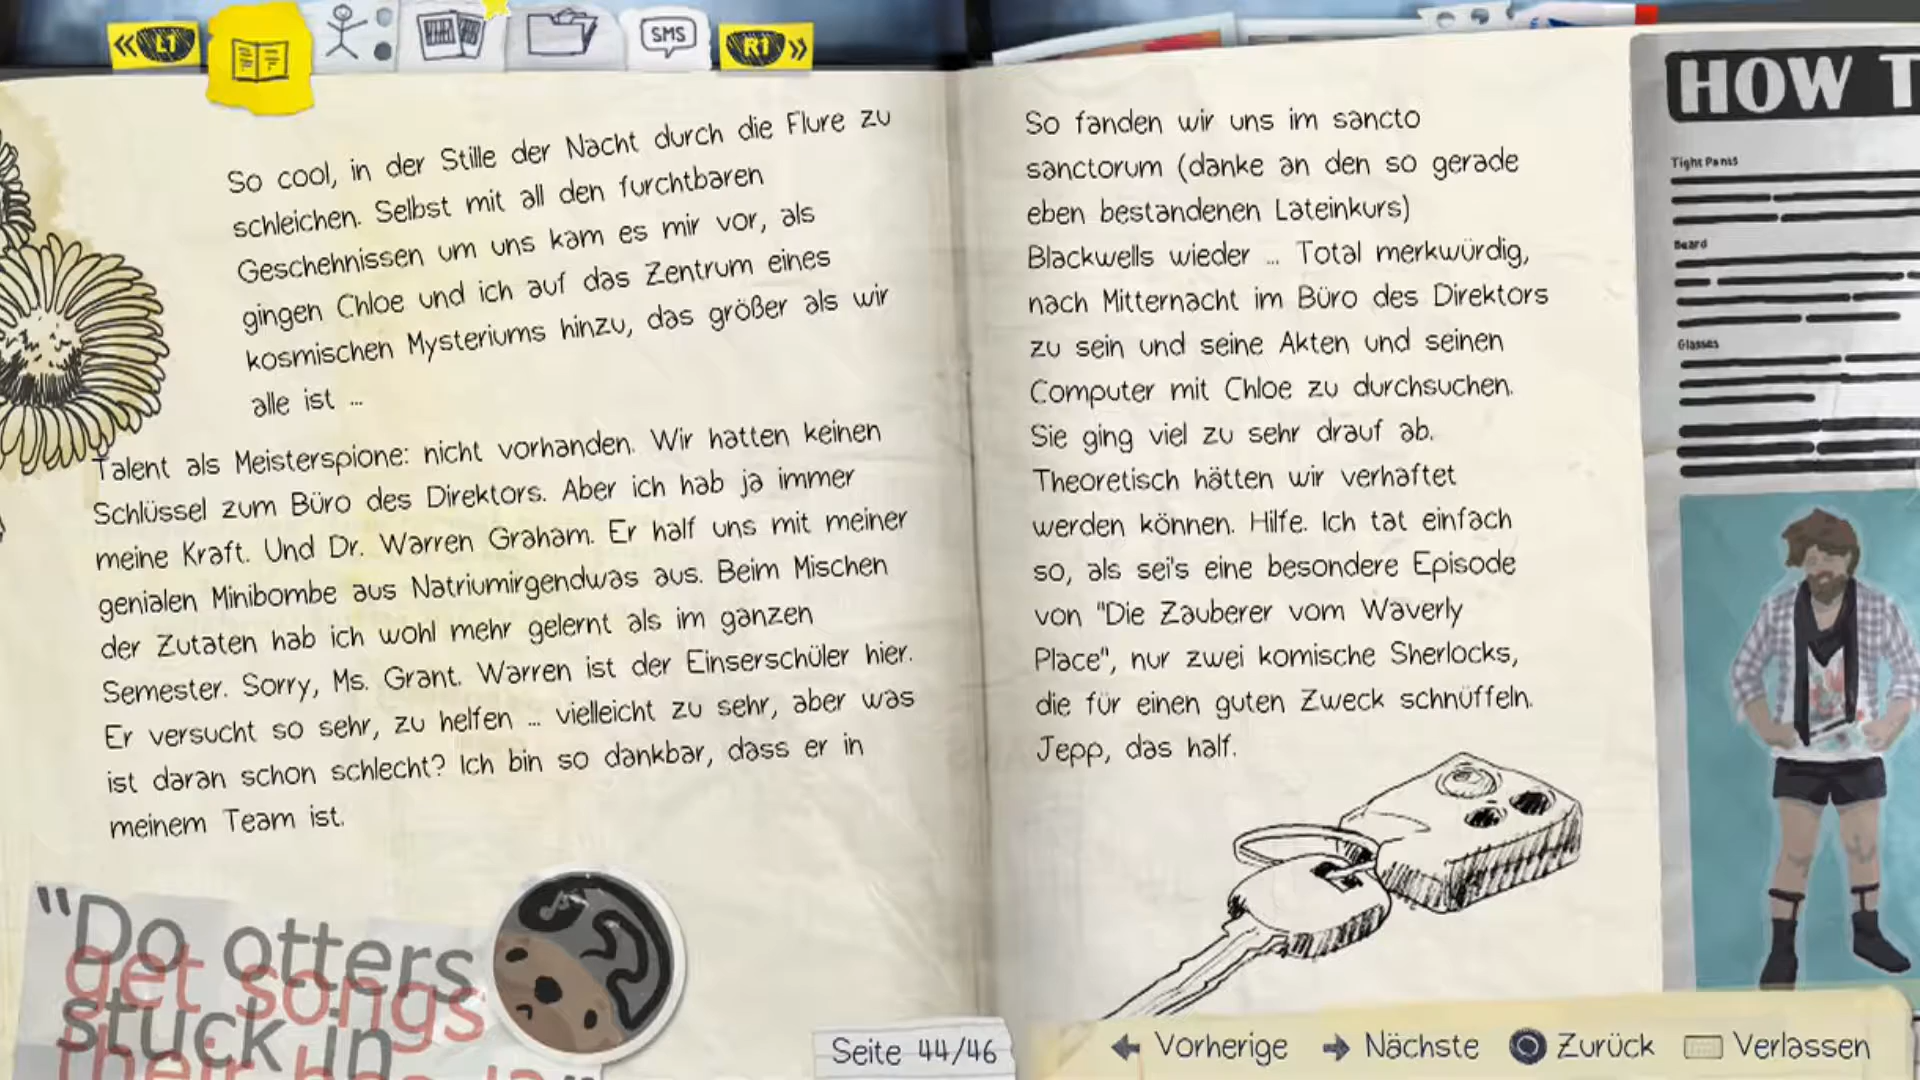 L1
SMS
R1
So cool, in der Stille der Nacht durch die Flure zu
schleichen. Selbst mit all den furchtbaren
Geschehnissen um uns kam es mir vor, als
gingen Chloe und ich auf das Zentrum eines
kosmischen Mysteriums hinzu, das größer als wir
alle ist ...
Talent als Meisterspione: nicht vorhanden. Wir hatten keinen
Schlüssel zum Büro des Direktors. Aber ich hab ja immer
meine Kraft. Und Dr. Warren Graham. Er half uns mit meiner
genialen Minibombe aus Natriumirgendwas aus. Beim Mischen
der Zutaten hab ich wohl mehr gelernt als im ganzen
Semester. Sorry, Ms. Grant. Warren ist der Einserschüler hier.
Er versucht so sehr, zu helfen ... vielleicht zu sehr, aber was
ist daran schon schlecht? Ich bin so dankbar, dass er in
meinem Team ist.
"Do otters
get songs
stuck in
their
So fanden wir uns im sancto
sanctorum (danke an den so gerade
eben bestandenen Lateinkurs)
Blackwells wieder ... Total merkwürdig,
nach Mitternacht im Büro des Direktors
zu sein und seine Akten und seinen
Computer mit Chloe zu durchsuchen.
Sie ging viel zu sehr drauf ab.
Theoretisch hätten wir verhaftet
werden können. Hilfe. Ich tat einfach
so, als sei's eine besondere Episode
von "Die Zauberer vom Waverly
Place", nur zwei komische Sherlocks,
die für einen guten Zweck schnüffeln.
Jepp, das half.
HOW T
Tight Pants
Beard
Glasses
Seite 44/46
Vorherige
Nächste
Zurück
Verlassen